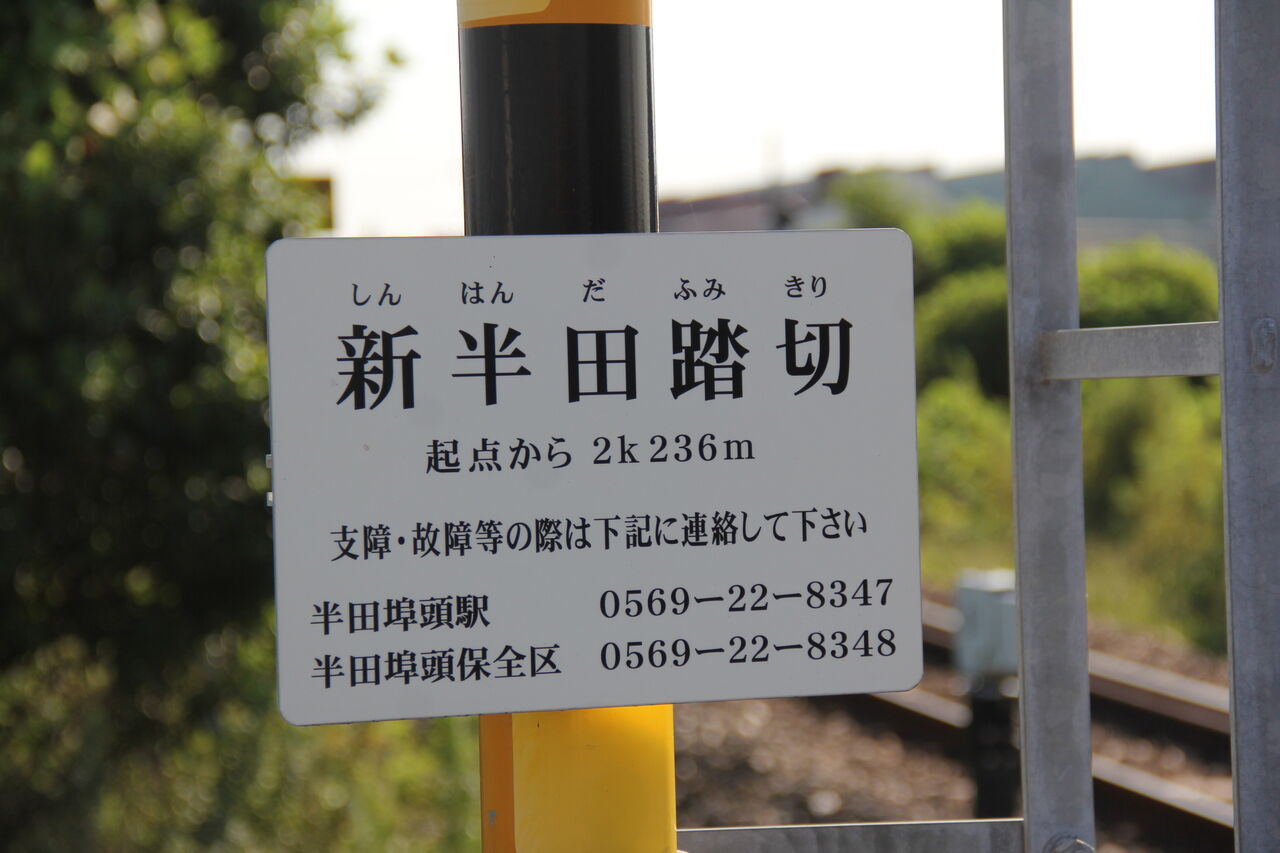 しん はん だ ふみ きり
新半田踏切
起点から 2k236m
支障・故障等の際は下記に連絡して下さい
半田埠頭駅 0569-22-8347
半田埠頭保全区 0569-22-8348